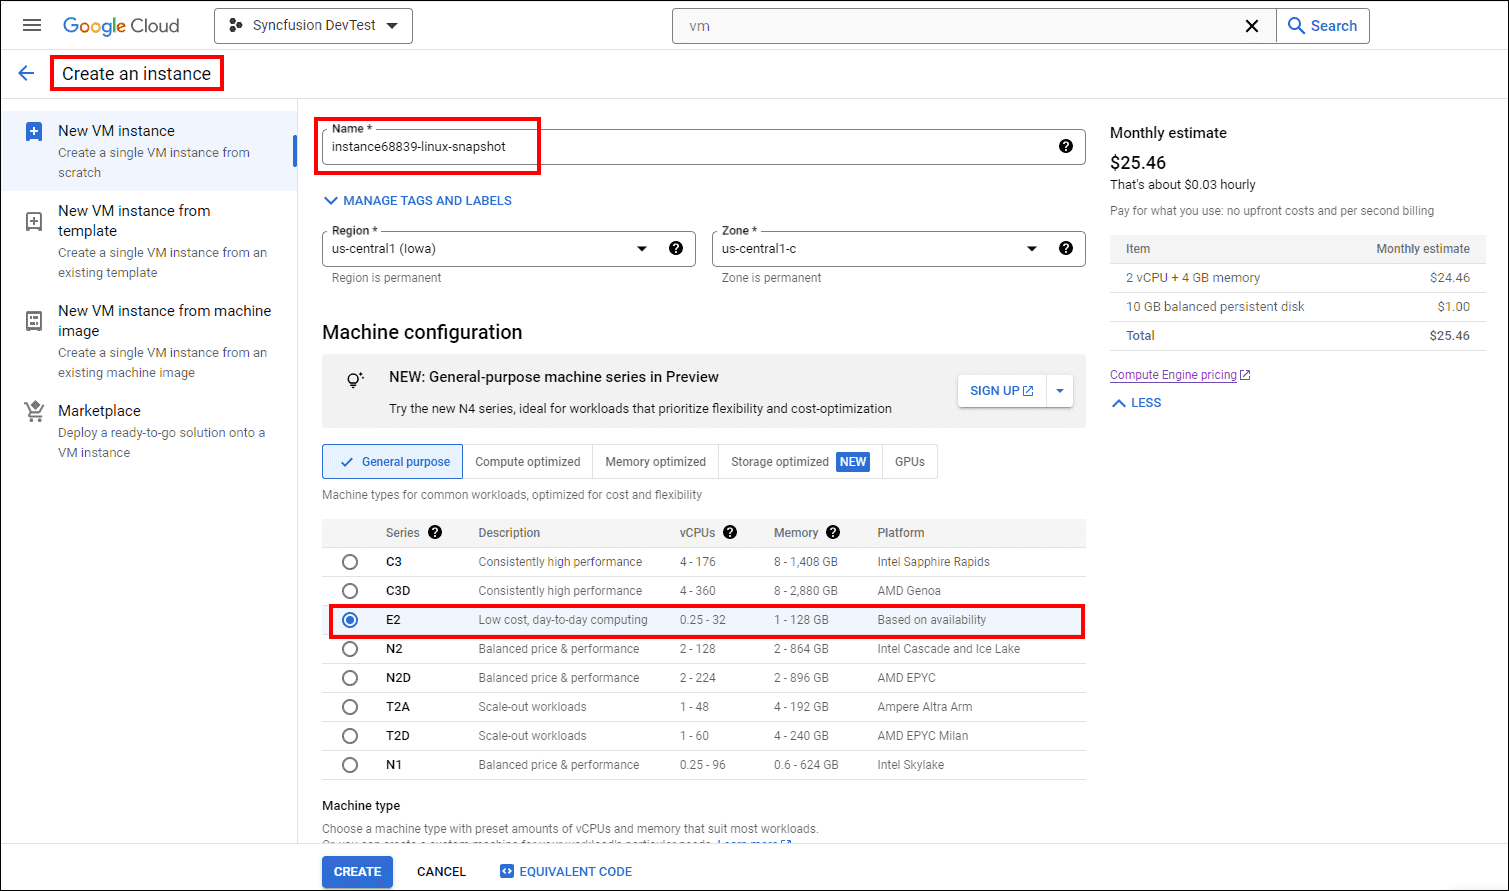 Google Cloud
Syncfusion DevTest
vm
Search
Create an instance
New VM instance
Create a single VM instance from
scratch
New VM instance from
template
Create a single VM instance from an
existing template
New VM instance from machine
image
Create a single VM instance from an
existing machine image
Marketplace
Deploy a ready-to-go solution onto a
VM instance
Name *
instance68839-linux-snapshot
MANAGE TAGS AND LABELS
Region *
us-central1 (Iowa)
Region is permanent
Zone *
us-central1-c
Zone is permanent
Machine configuration
NEW: General-purpose machine series in Preview
Try the new N4 series, ideal for workloads that prioritize flexibility and cost-optimization
SIGN UP
General purpose
Compute optimized
Memory optimized
Storage optimized NEW
GPUs
Machine types for common workloads, optimized for cost and flexibility
Series Description vCPUs Memory Platform
C3 Consistently high performance 4 - 176 8 - 1,408 GB Intel Sapphire Rapids
C3D Consistently high performance 4 - 360 8 - 2,880 GB AMD Genoa
E2 Low cost, day-to-day computing 0.25 - 32 1 - 128 GB Based on availability
N2 Balanced price & performance 2 - 128 2 - 864 GB Intel Cascade and Ice Lake
N2D Balanced price & performance 2 - 224 2 - 896 GB AMD EPYC
T2A Scale-out workloads 1 - 48 4 - 192 GB Ampere Altra Arm
T2D Scale-out workloads 1 - 60 4 - 240 GB AMD EPYC Milan
N1 Balanced price & performance 0.25 - 96 0.6 - 624 GB Intel Skylake
Machine type
Choose a machine type with preset amounts of vCPUs and memory that suit most workloads.
Or you can create a custom machine for your workload's particular needs. Learn more
CREATE
CANCEL
EQUIVALENT CODE
Monthly estimate
$25.46
That's about $0.03 hourly
Pay for what you use: no upfront costs and per second billing
Item Monthly estimate
2 vCPU + 4 GB memory $24.46
10 GB balanced persistent disk $1.00
Total $25.46
Compute Engine pricing
LESS